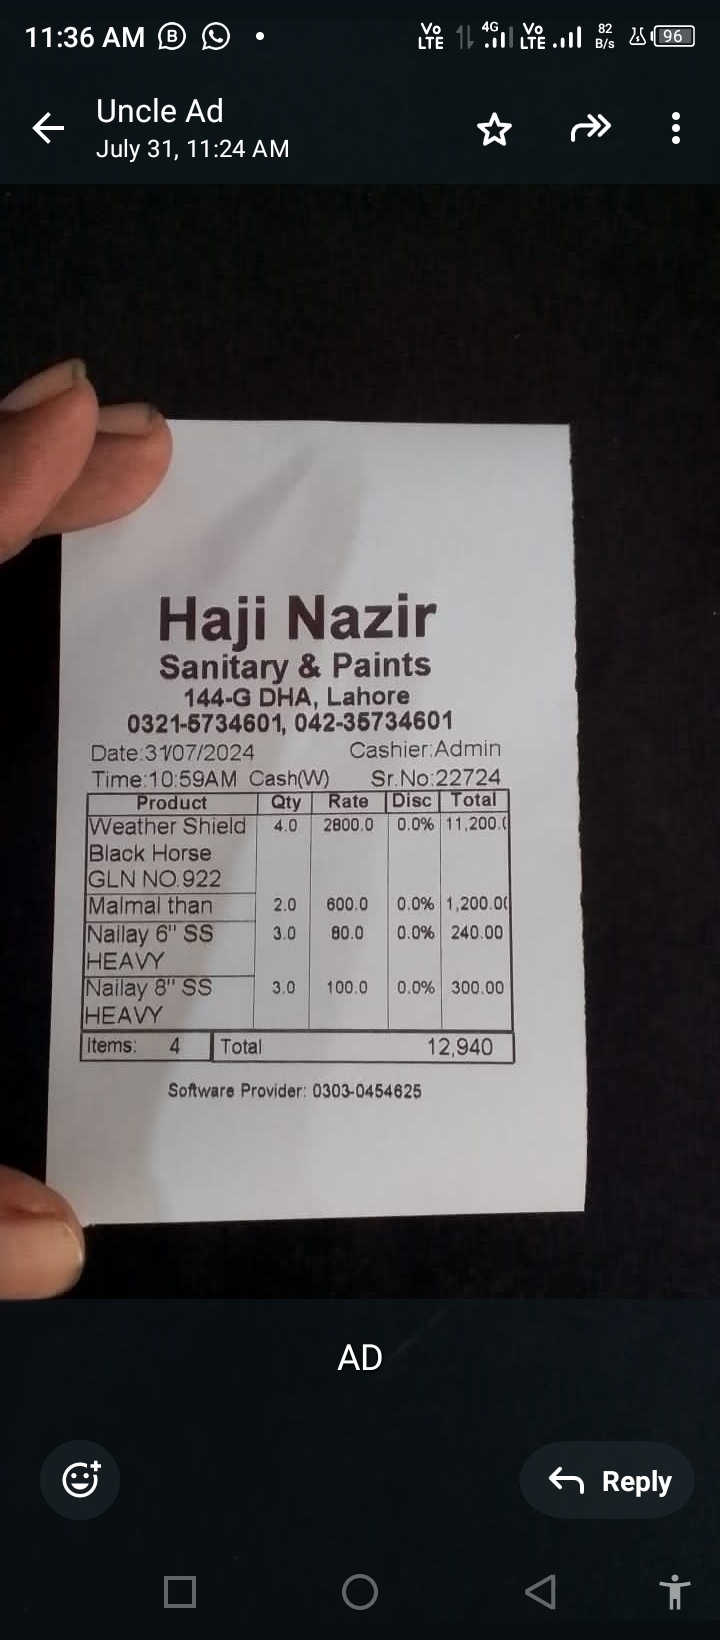 11:36 AM
Vo LTE 4G Vo LTE 82 B/s 96
Uncle Ad
July 31, 11:24 AM
Haji Nazir
Sanitary & Paints
144-G DHA, Lahore
0321-5734601, 042-35734601
Date:31/07/2024 Cashier:Admin
Time:10:59AM Cash(W) Sr.No:22724
Product Qty Rate Disc Total
Weather Shield 4.0 2800.0 0.0% 11,200.0
Black Horse
GLN NO.922
Malmal than 2.0 600.0 0.0% 1,200.00
Nailay 6" SS 3.0 80.0 0.0% 240.00
HEAVY
Nailay 8" SS 3.0 100.0 0.0% 300.00
HEAVY
Items: 4 Total 12,940
Software Provider: 0303-0454625
AD
Reply